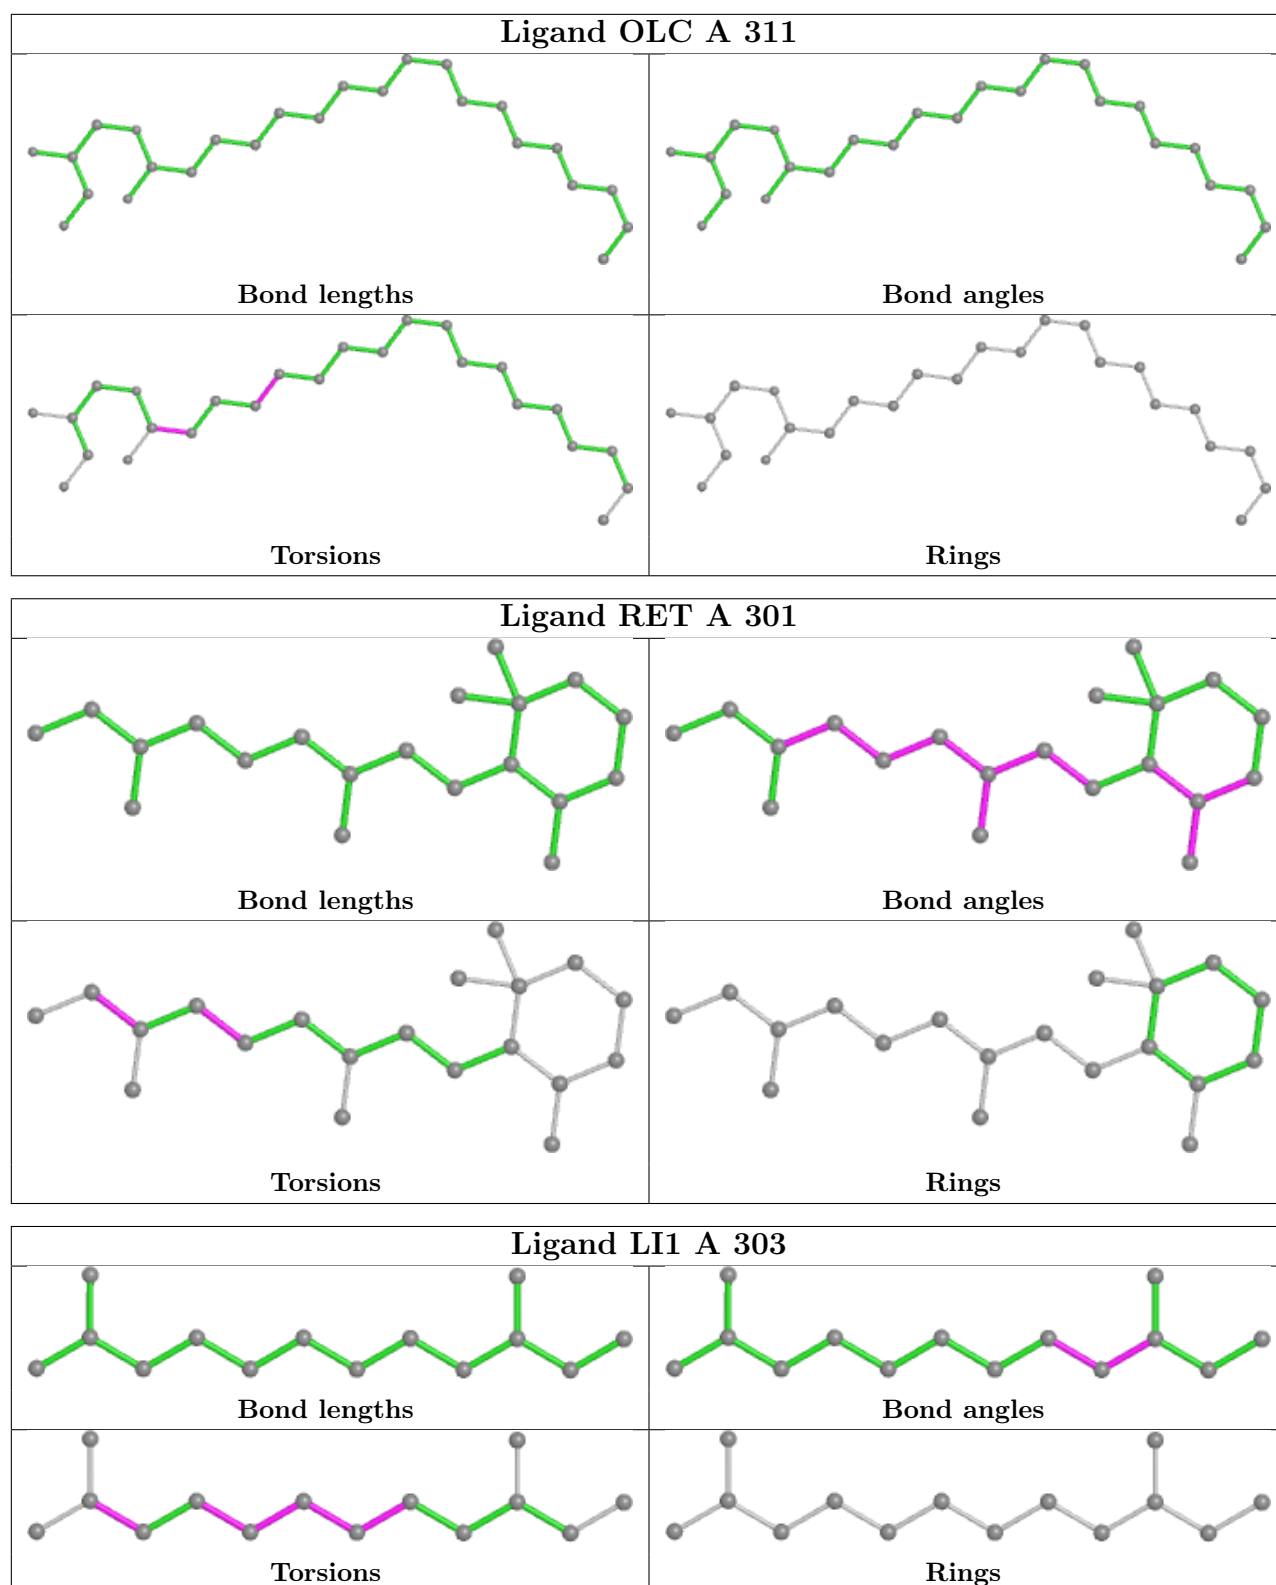 Ligand OLC A 311
Bond lengths
Bond angles
Torsions
Rings
Ligand RET A 301
Bond lengths
Bond angles
Torsions
Rings
Ligand LI1 A 303
Bond lengths
Bond angles
Torsions
Rings